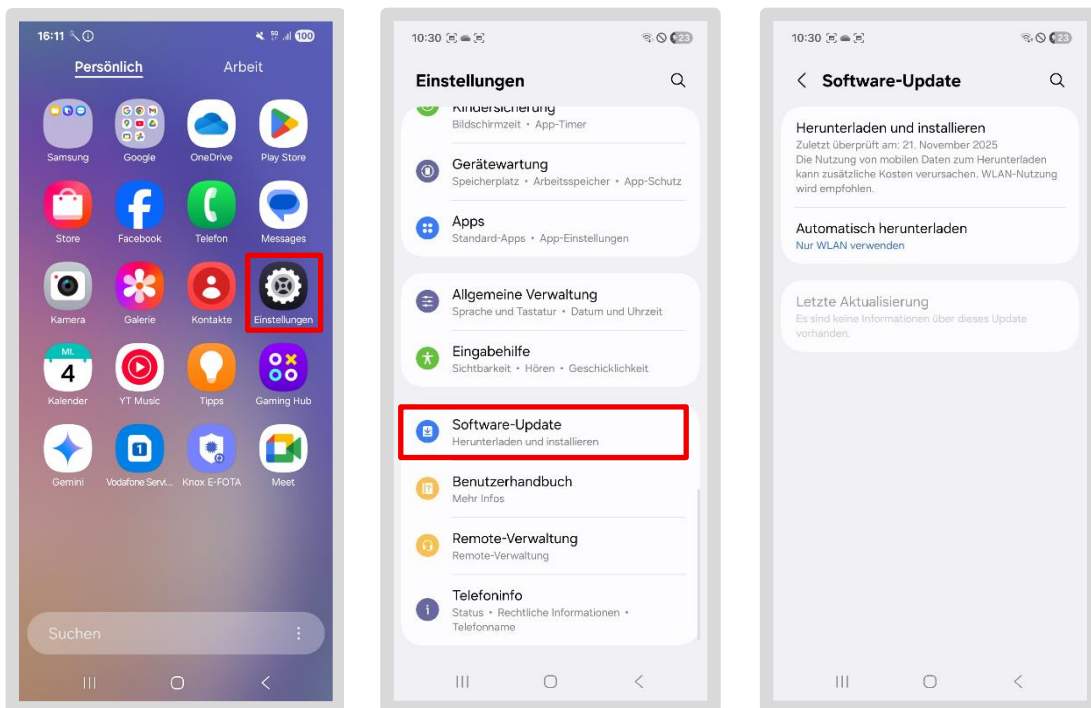 16:11
100
Persönlich Arbeit
Samsung Google OneDrive Play Store
Store Facebook Telefon Messages
Kamera Galerie Kontakte Einstellungen
MI.
4
Kalender YT Music Tipps Gaming Hub
1
Gemini Vodafone Servi... Knox E-FOTA Meet
Suchen
10:30
23
Einstellungen
Kindersicherung
Bildschirmzeit • App-Timer
Gerätewartung
Speicherplatz • Arbeitsspeicher • App-Schutz
Apps
Standard-Apps • App-Einstellungen
Allgemeine Verwaltung
Sprache und Tastatur • Datum und Uhrzeit
Eingabehilfe
Sichtbarkeit • Hören • Geschicklichkeit
Software-Update
Herunterladen und installieren
Benutzerhandbuch
Mehr Infos
Remote-Verwaltung
Remote-Verwaltung
Telefoninfo
Status • Rechtliche Informationen •
Telefonname
10:30
23
Software-Update
Herunterladen und installieren
Zuletzt überprüft am: 21. November 2025
Die Nutzung von mobilen Daten zum Herunterladen
kann zusätzliche Kosten verursachen. WLAN-Nutzung
wird empfohlen.
Automatisch herunterladen
Nur WLAN verwenden
Letzte Aktualisierung
Es sind keine Informationen über dieses Update
vorhanden.